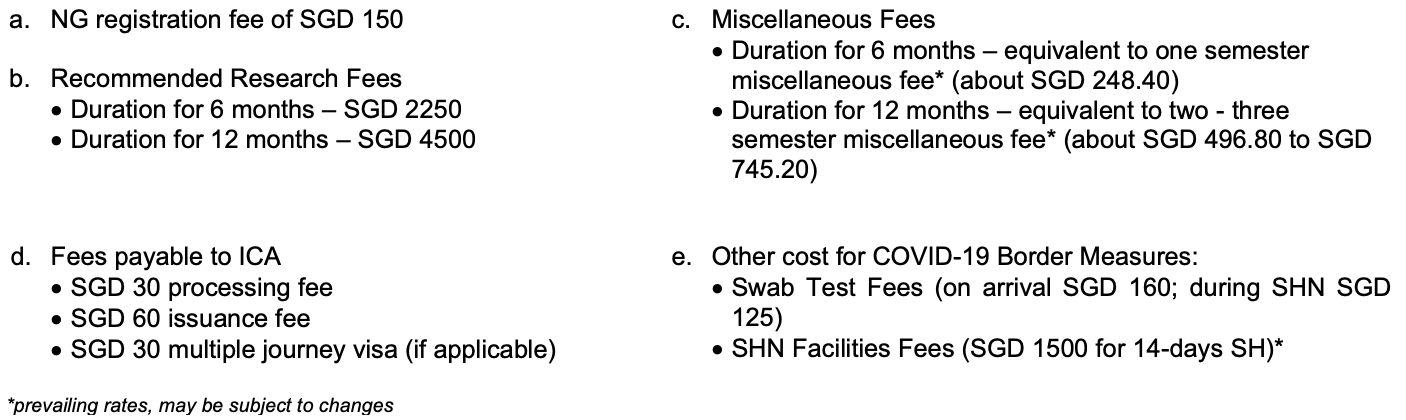 a. NG registration fee of SGD 150
b. Recommended Research Fees
• Duration for 6 months – SGD 2250
• Duration for 12 months – SGD 4500
c. Miscellaneous Fees
• Duration for 6 months – equivalent to one semester
miscellaneous fee* (about SGD 248.40)
• Duration for 12 months – equivalent to two - three
semester miscellaneous fee* (about SGD 496.80 to SGD
745.20)
d. Fees payable to ICA
• SGD 30 processing fee
• SGD 60 issuance fee
• SGD 30 multiple journey visa (if applicable)
e. Other cost for COVID-19 Border Measures:
• Swab Test Fees (on arrival SGD 160; during SHN SGD
125)
• SHN Facilities Fees (SGD 1500 for 14-days SH)*
*prevailing rates, may be subject to changes